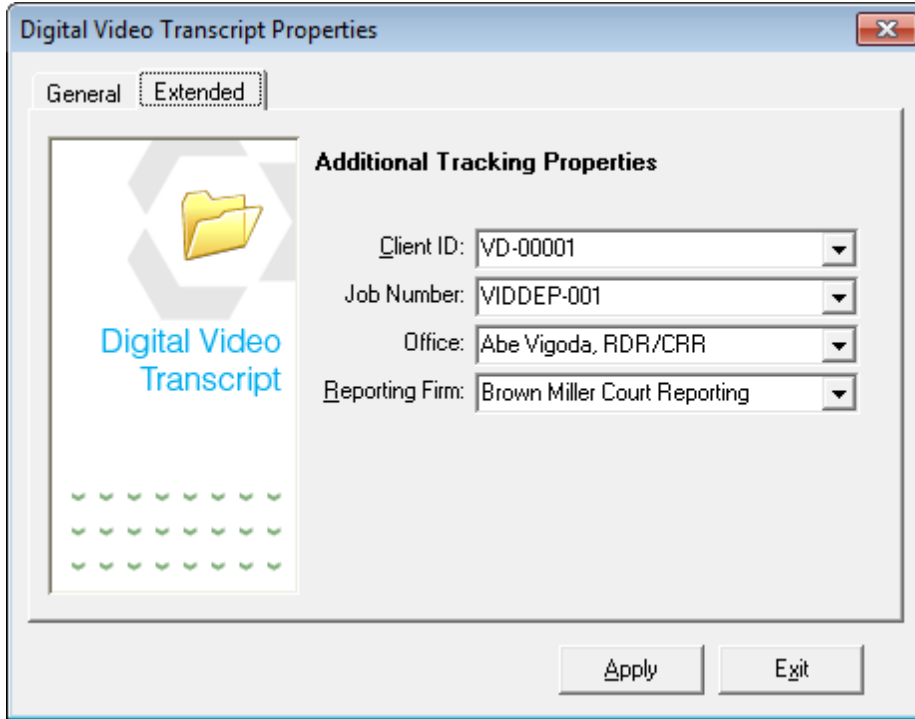 Digital Video Transcript Properties
General Extended
Additional Tracking Properties
Client ID: VD-00001
Job Number: VIDDEP-001
Office: Abe Vigoda, RDR/CRR
Reporting Firm: Brown Miller Court Reporting
Digital Video
Transcript
Apply Exit